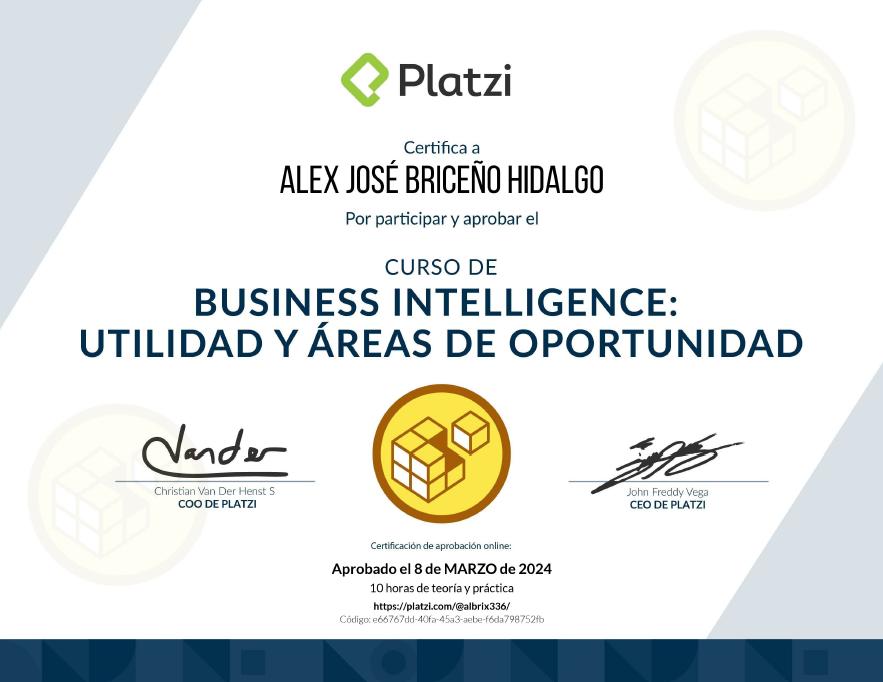 Platzi
Certifica a
ALEX JOSÉ BRICEÑO HIDALGO
Por participar y aprobar el
CURSO DE
BUSINESS INTELLIGENCE:
UTILIDAD Y ÁREAS DE OPORTUNIDAD
Vander
Christian Van Der Henst S
COO DE PLATZI
John Freddy Vega
CEO DE PLATZI
Certificación de aprobación online:
Aprobado el 8 de MARZO de 2024
10 horas de teoría y práctica
https://platzi.com/@albrix336/
Código: e66767dd-40fa-45a3-aebe-f6da798752fb